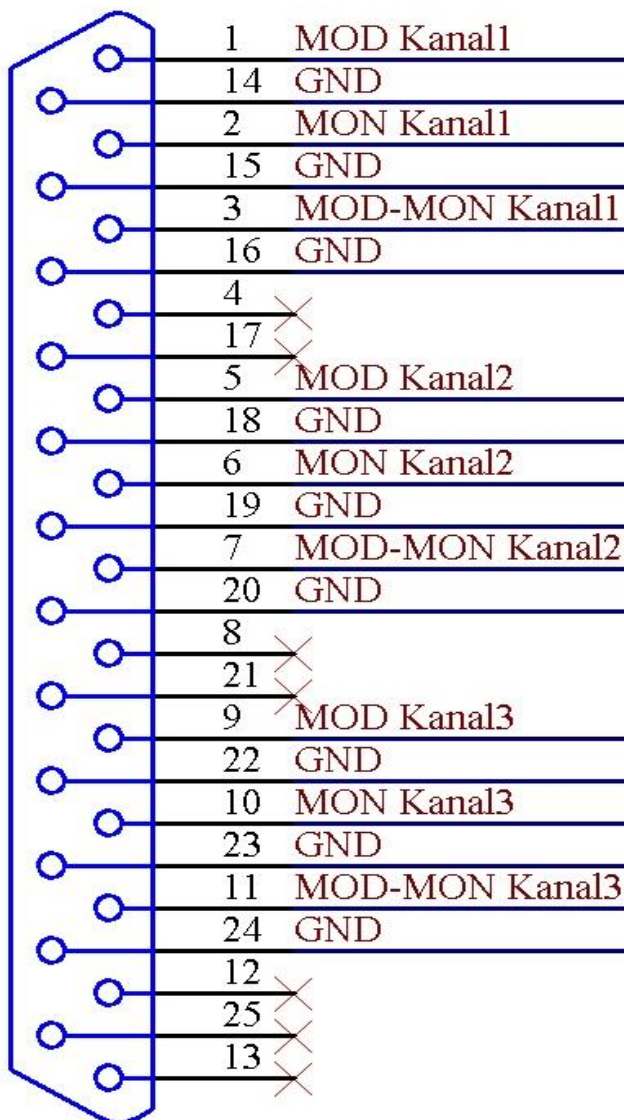 1 MOD Kanal1
14 GND
2 MON Kanal1
15 GND
3 MOD-MON Kanal1
16 GND
4
17
5 MOD Kanal2
18 GND
6 MON Kanal2
19 GND
7 MOD-MON Kanal2
20 GND
8
21
9 MOD Kanal3
22 GND
10 MON Kanal3
23 GND
11 MOD-MON Kanal3
24 GND
12
25
13